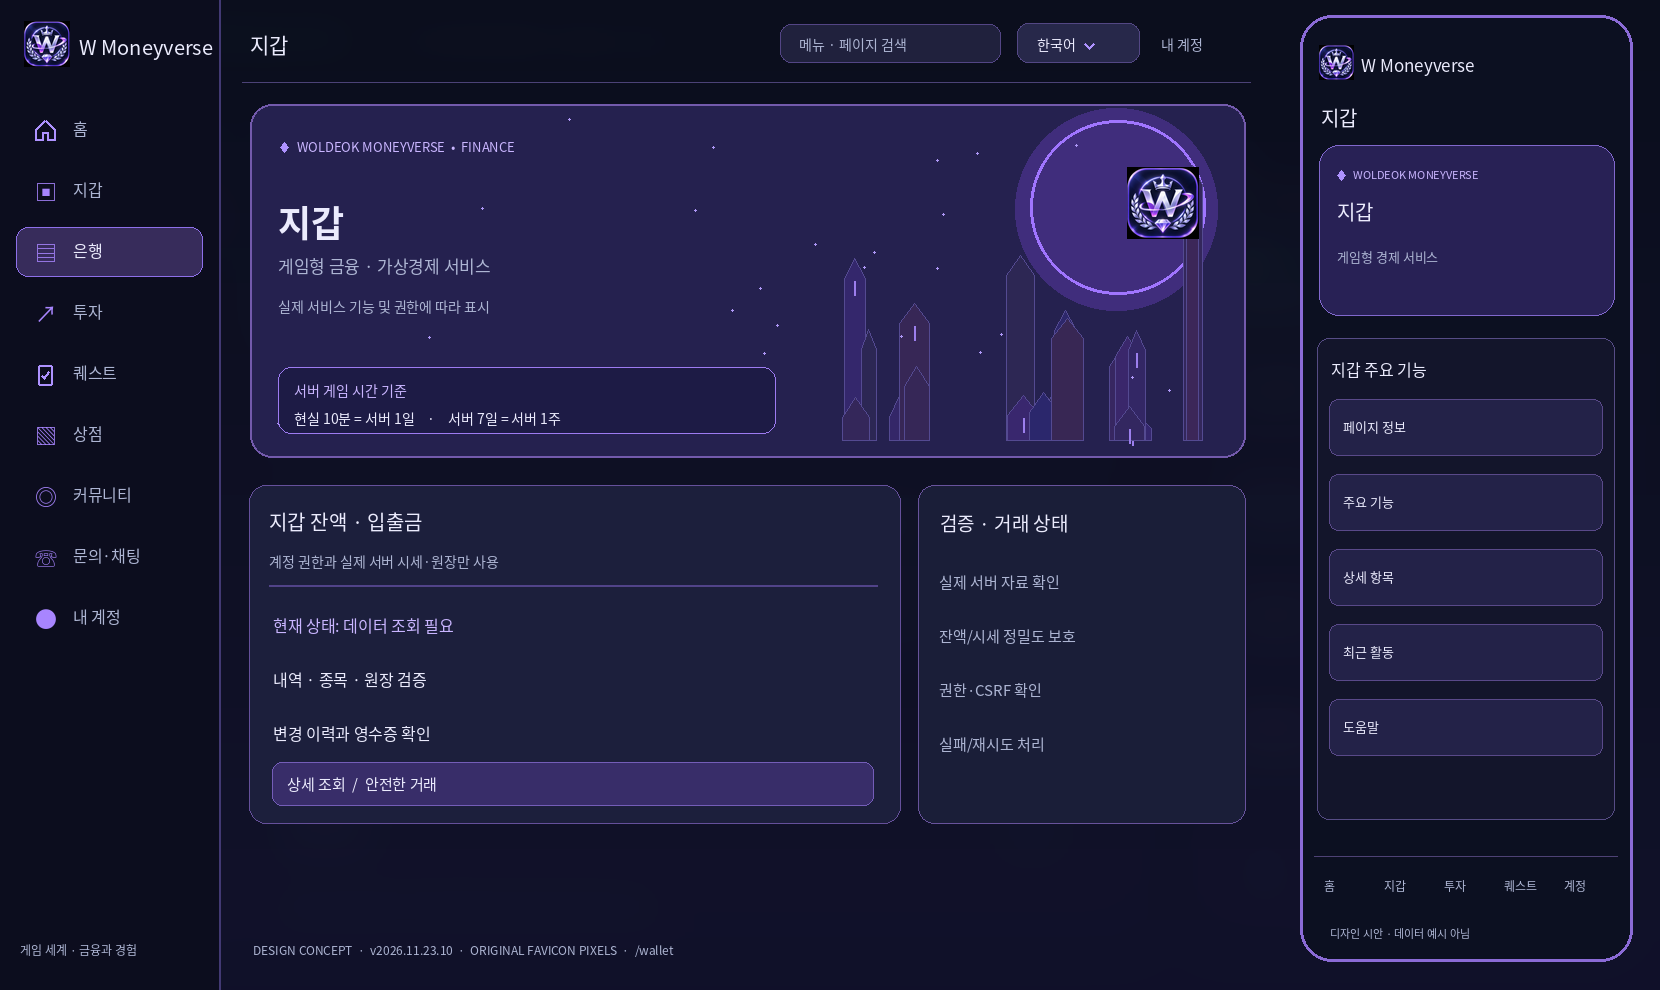 W Moneyverse
홈
지갑
은행
투자
퀘스트
상점
커뮤니티
문의·채팅
내 계정
게임 세계 · 금융과 경험
지갑
메뉴 · 페이지 검색
한국어
내 계정
WOLDEOK MONEYVERSE • FINANCE
지갑
게임형 금융 · 가상경제 서비스
실제 서비스 기능 및 권한에 따라 표시
서버 게임 시간 기준
현실 10분 = 서버 1일 · 서버 7일 = 서버 1주
W
지갑 잔액 · 입출금
계정 권한과 실제 서버 시세·원장만 사용
현재 상태: 데이터 조회 필요
내역 · 종목 · 원장 검증
변경 이력과 영수증 확인
상세 조회 / 안전한 거래
검증 · 거래 상태
실제 서버 자료 확인
잔액/시세 정밀도 보호
권한·CSRF 확인
실패/재시도 처리
DESIGN CONCEPT · v2026.11.23.10 · ORIGINAL FAVICON PIXELS · /wallet
W Moneyverse
지갑
WOLDEOK MONEYVERSE
지갑
게임형 경제 서비스
지갑 주요 기능
페이지 정보
주요 기능
상세 항목
최근 활동
도움말
홈 지갑 투자 퀘스트 계정
디자인 시안 · 데이터 예시 아님